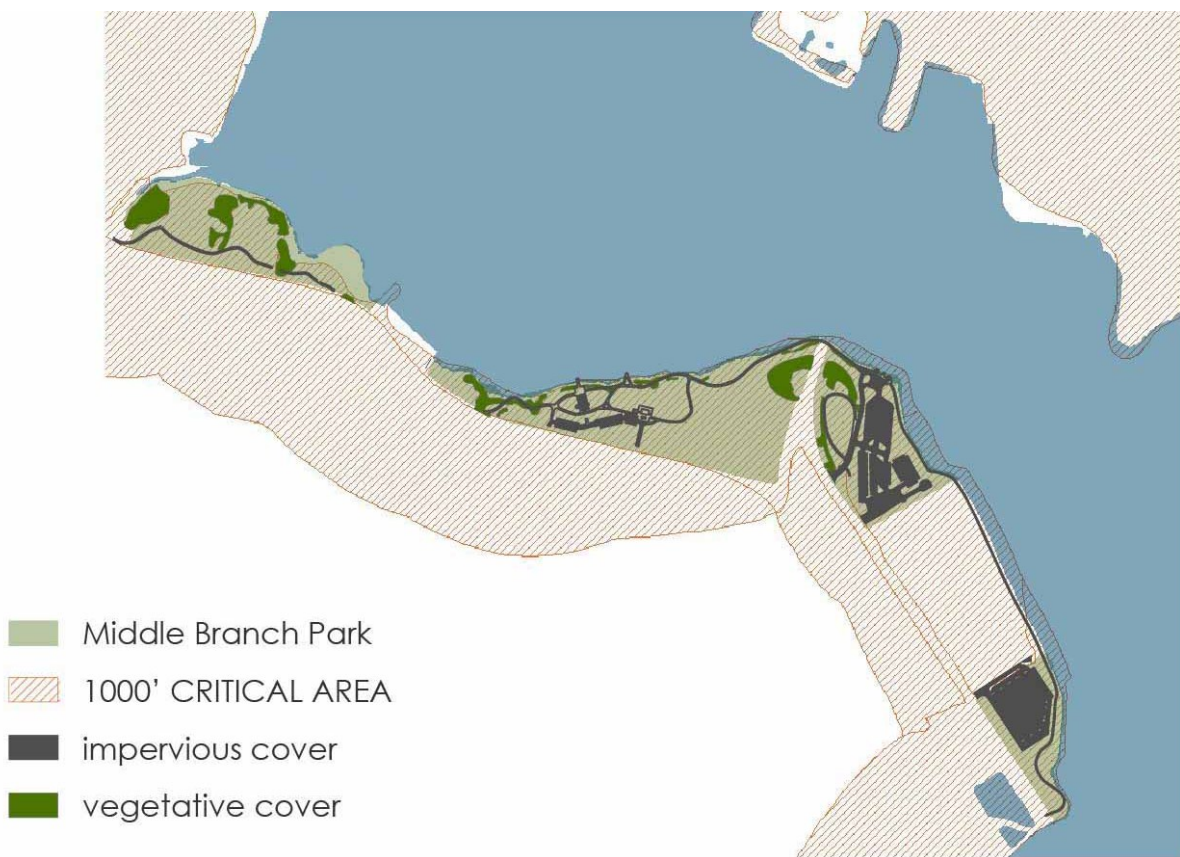 Middle Branch Park
1000’ CRITICAL AREA
impervious cover
vegetative cover